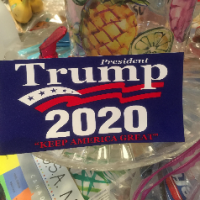 President
Trump
2020
"KEEP AMERICA GREAT"